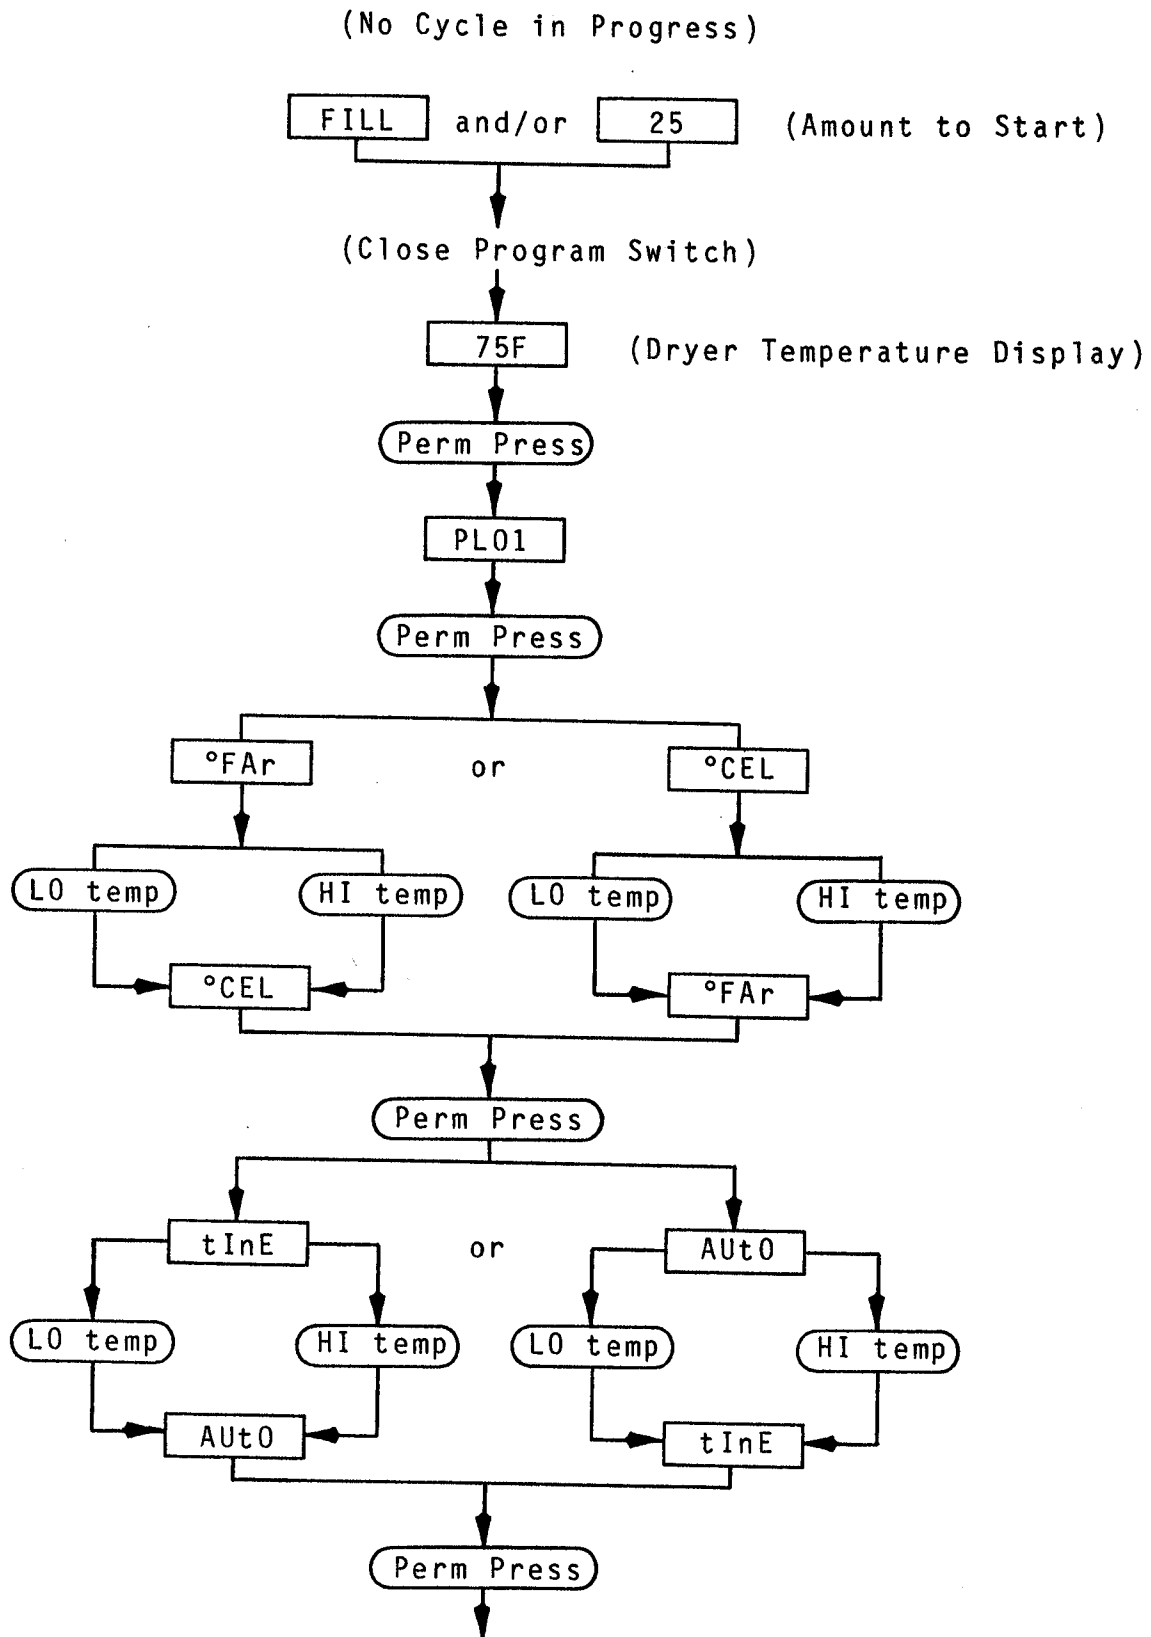 (No Cycle in Progress)
FILL and/or 25 (Amount to Start)
(Close Program Switch)
75F (Dryer Temperature Display)
Perm Press
PL01
Perm Press
°FAr or °CEL
LO temp HI temp LO temp HI temp
°CEL °FAr
Perm Press
tInE or AUtO
LO temp HI temp LO temp HI temp
AUtO tInE
Perm Press